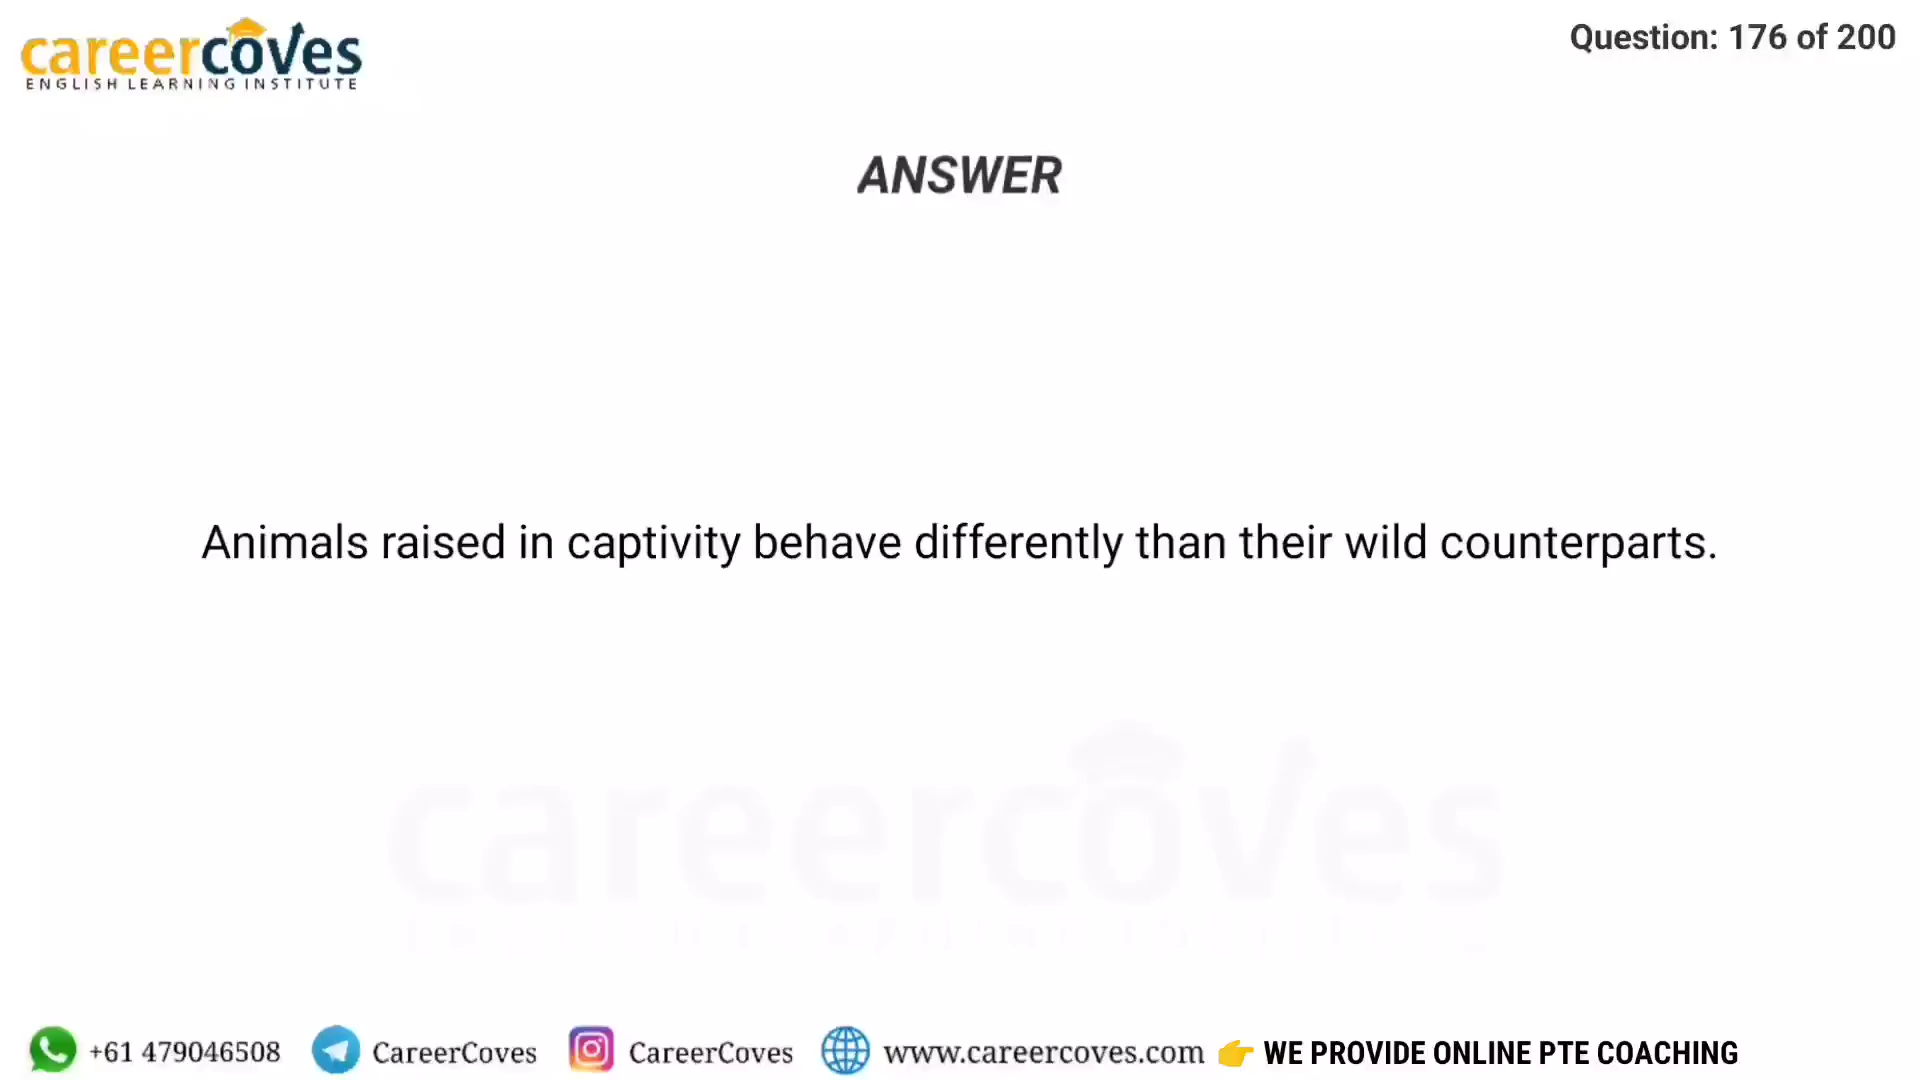 careercoves
ENGLISH LEARNING INSTITUTE
Question: 176 of 200
ANSWER
Animals raised in captivity behave differently than their wild counterparts.
careercoves
+61 479046508 CareerCoves CareerCoves www.careercoves.com WE PROVIDE ONLINE PTE COACHING